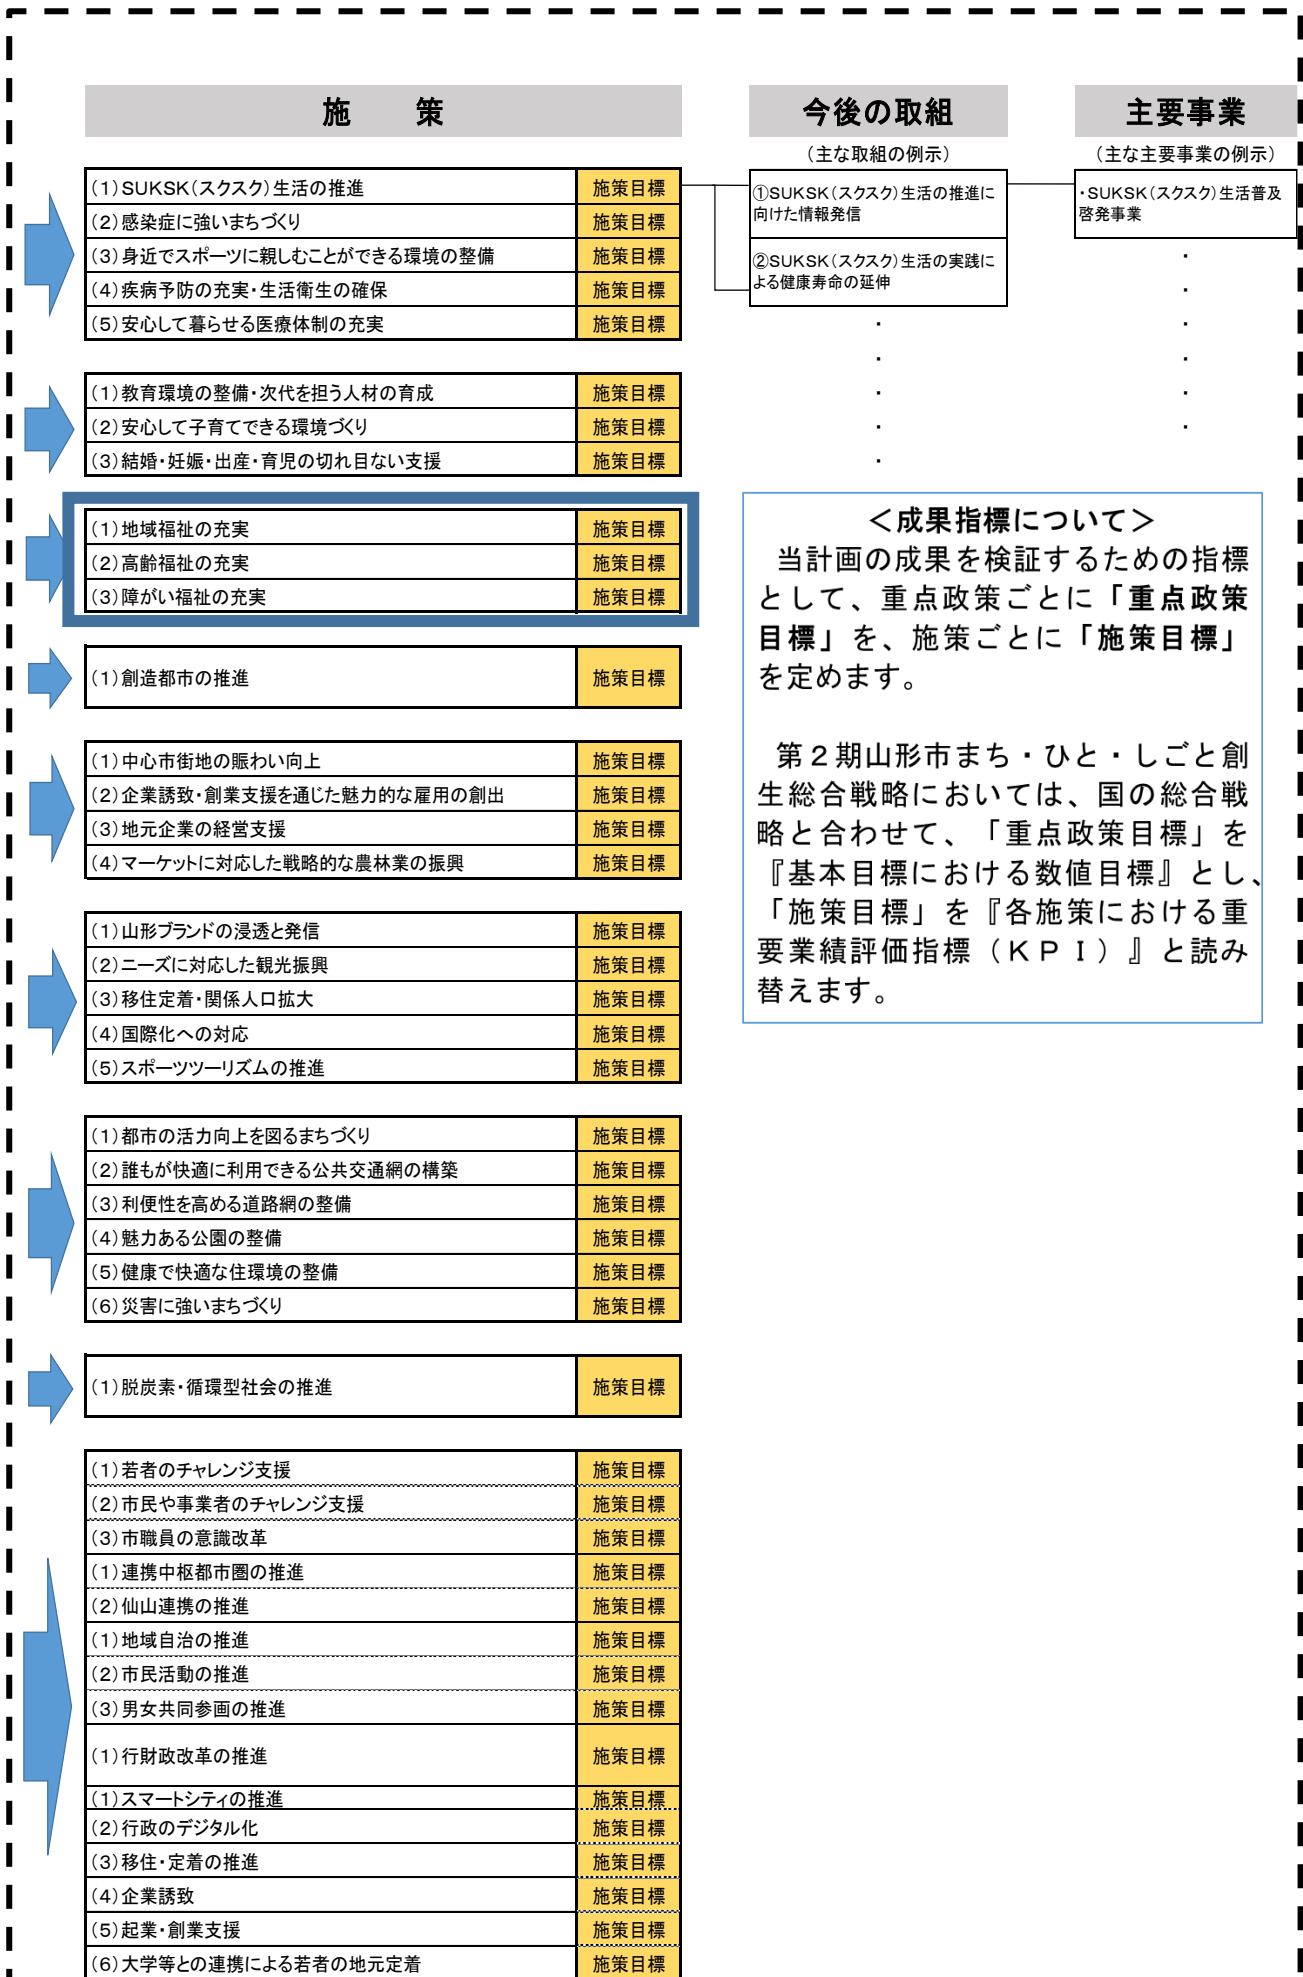 施　　策
今後の取組
主要事業
（主な取組の例示）
（主な主要事業の例示）
(1)SUKSK(スクスク)生活の推進 施策目標
(2)感染症に強いまちづくり 施策目標
(3)身近でスポーツに親しむことができる環境の整備 施策目標
(4)疾病予防の充実・生活衛生の確保 施策目標
(5)安心して暮らせる医療体制の充実 施策目標
①SUKSK(スクスク)生活の推進に
向けた情報発信
②SUKSK(スクスク)生活の実践に
よる健康寿命の延伸
・
・
・
・
・
・SUKSK(スクスク)生活普及
啓発事業
・
・
・
・
・
・
(1)教育環境の整備・次代を担う人材の育成 施策目標
(2)安心して子育てできる環境づくり 施策目標
(3)結婚・妊娠・出産・育児の切れ目ない支援 施策目標
(1)地域福祉の充実 施策目標
(2)高齢福祉の充実 施策目標
(3)障がい福祉の充実 施策目標
(1)創造都市の推進 施策目標
(1)中心市街地の賑わい向上 施策目標
(2)企業誘致・創業支援を通じた魅力的な雇用の創出 施策目標
(3)地元企業の経営支援 施策目標
(4)マーケットに対応した戦略的な農林業の振興 施策目標
(1)山形ブランドの浸透と発信 施策目標
(2)ニーズに対応した観光振興 施策目標
(3)移住定着・関係人口拡大 施策目標
(4)国際化への対応 施策目標
(5)スポーツツーリズムの推進 施策目標
(1)都市の活力向上を図るまちづくり 施策目標
(2)誰もが快適に利用できる公共交通網の構築 施策目標
(3)利便性を高める道路網の整備 施策目標
(4)魅力ある公園の整備 施策目標
(5)健康で快適な住環境の整備 施策目標
(6)災害に強いまちづくり 施策目標
(1)脱炭素・循環型社会の推進 施策目標
(1)若者のチャレンジ支援 施策目標
(2)市民や事業者のチャレンジ支援 施策目標
(3)市職員の意識改革 施策目標
(1)連携中枢都市圏の推進 施策目標
(2)仙山連携の推進 施策目標
(1)地域自治の推進 施策目標
(2)市民活動の推進 施策目標
(3)男女共同参画の推進 施策目標
(1)行財政改革の推進 施策目標
(1)スマートシティの推進 施策目標
(2)行政のデジタル化 施策目標
(3)移住・定着の推進 施策目標
(4)企業誘致 施策目標
(5)起業・創業支援 施策目標
(6)大学等との連携による若者の地元定着 施策目標
＜成果指標について＞
　当計画の成果を検証するための指標
として、重点政策ごとに「重点政策
目標」を、施策ごとに「施策目標」
を定めます。
　第２期山形市まち・ひと・しごと創
生総合戦略においては、国の総合戦
略と合わせて、「重点政策目標」を
『基本目標における数値目標』とし、
「施策目標」を『各施策における重
要業績評価指標（ＫＰＩ）』と読み
替えます。